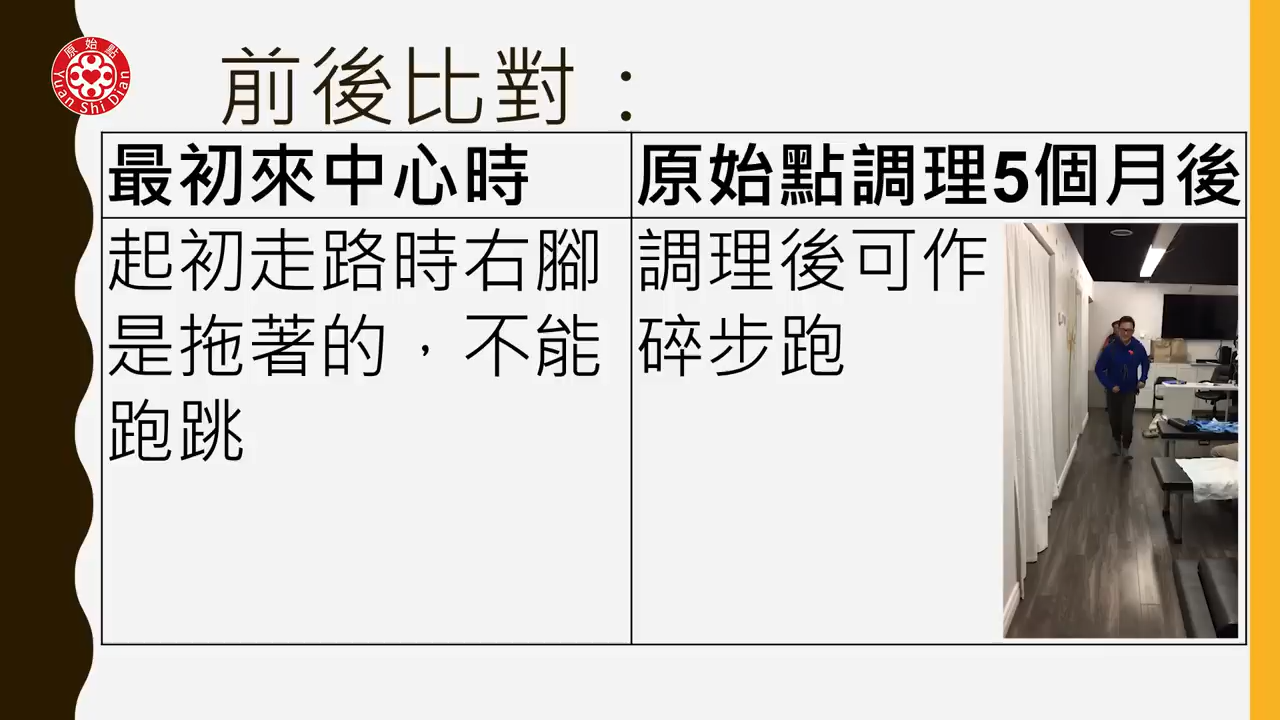 原始點
Yuan Shi Dian
前後比對：
最初來中心時
原始點調理5個月後
起初走路時右腳
是拖著的，不能
跑跳
調理後可作
碎步跑